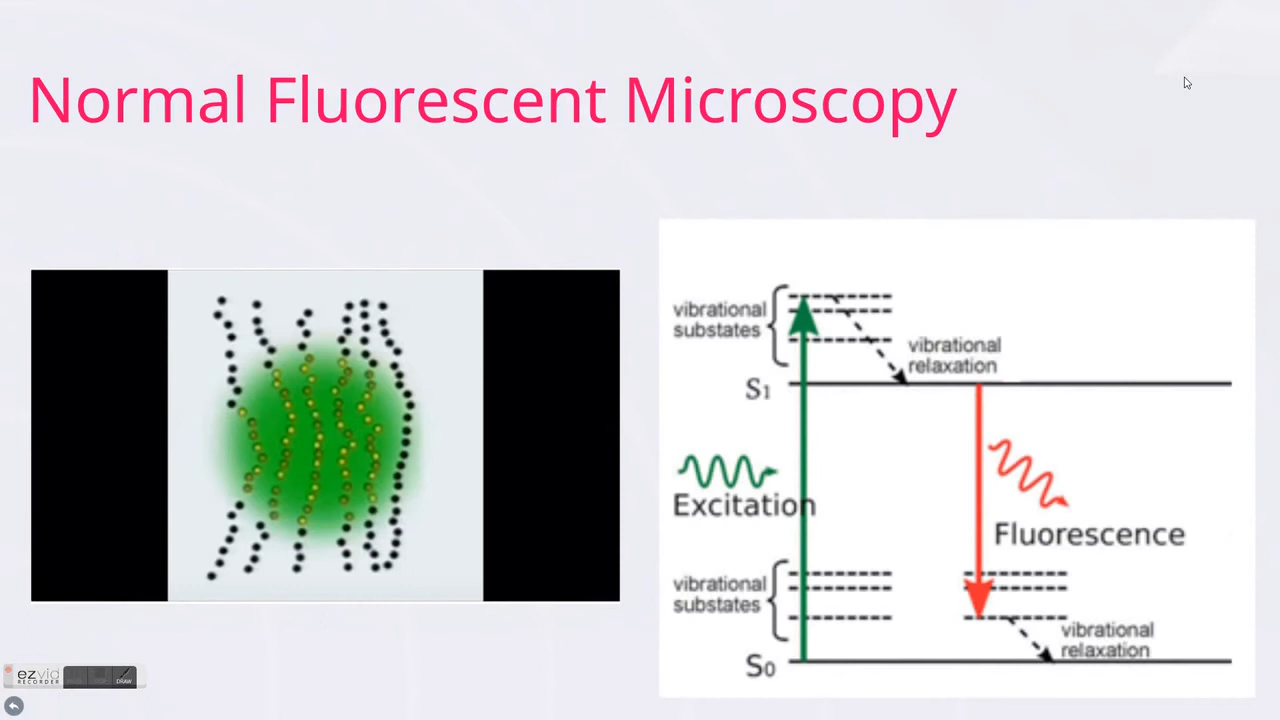 Normal Fluorescent Microscopy
vibrational
substates
vibrational
relaxation
S1
Excitation
Fluorescence
vibrational
substates
vibrational
relaxation
S0
ezvid
RECORDER
DRAW